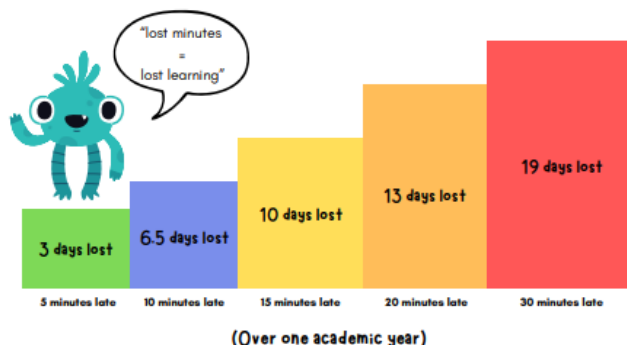 “lost minutes
=
lost learning”
3 days lost
6.5 days lost
10 days lost
13 days lost
19 days lost
5 minutes late
10 minutes late
15 minutes late
20 minutes late
30 minutes late
(Over one academic year)